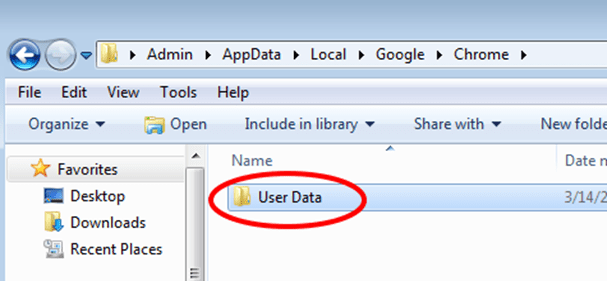 Admin AppData Local Google Chrome
File Edit View Tools Help
Organize Open Include in library Share with New folde
Name Date n
Favorites
User Data 3/14/2
Desktop
Downloads
Recent Places